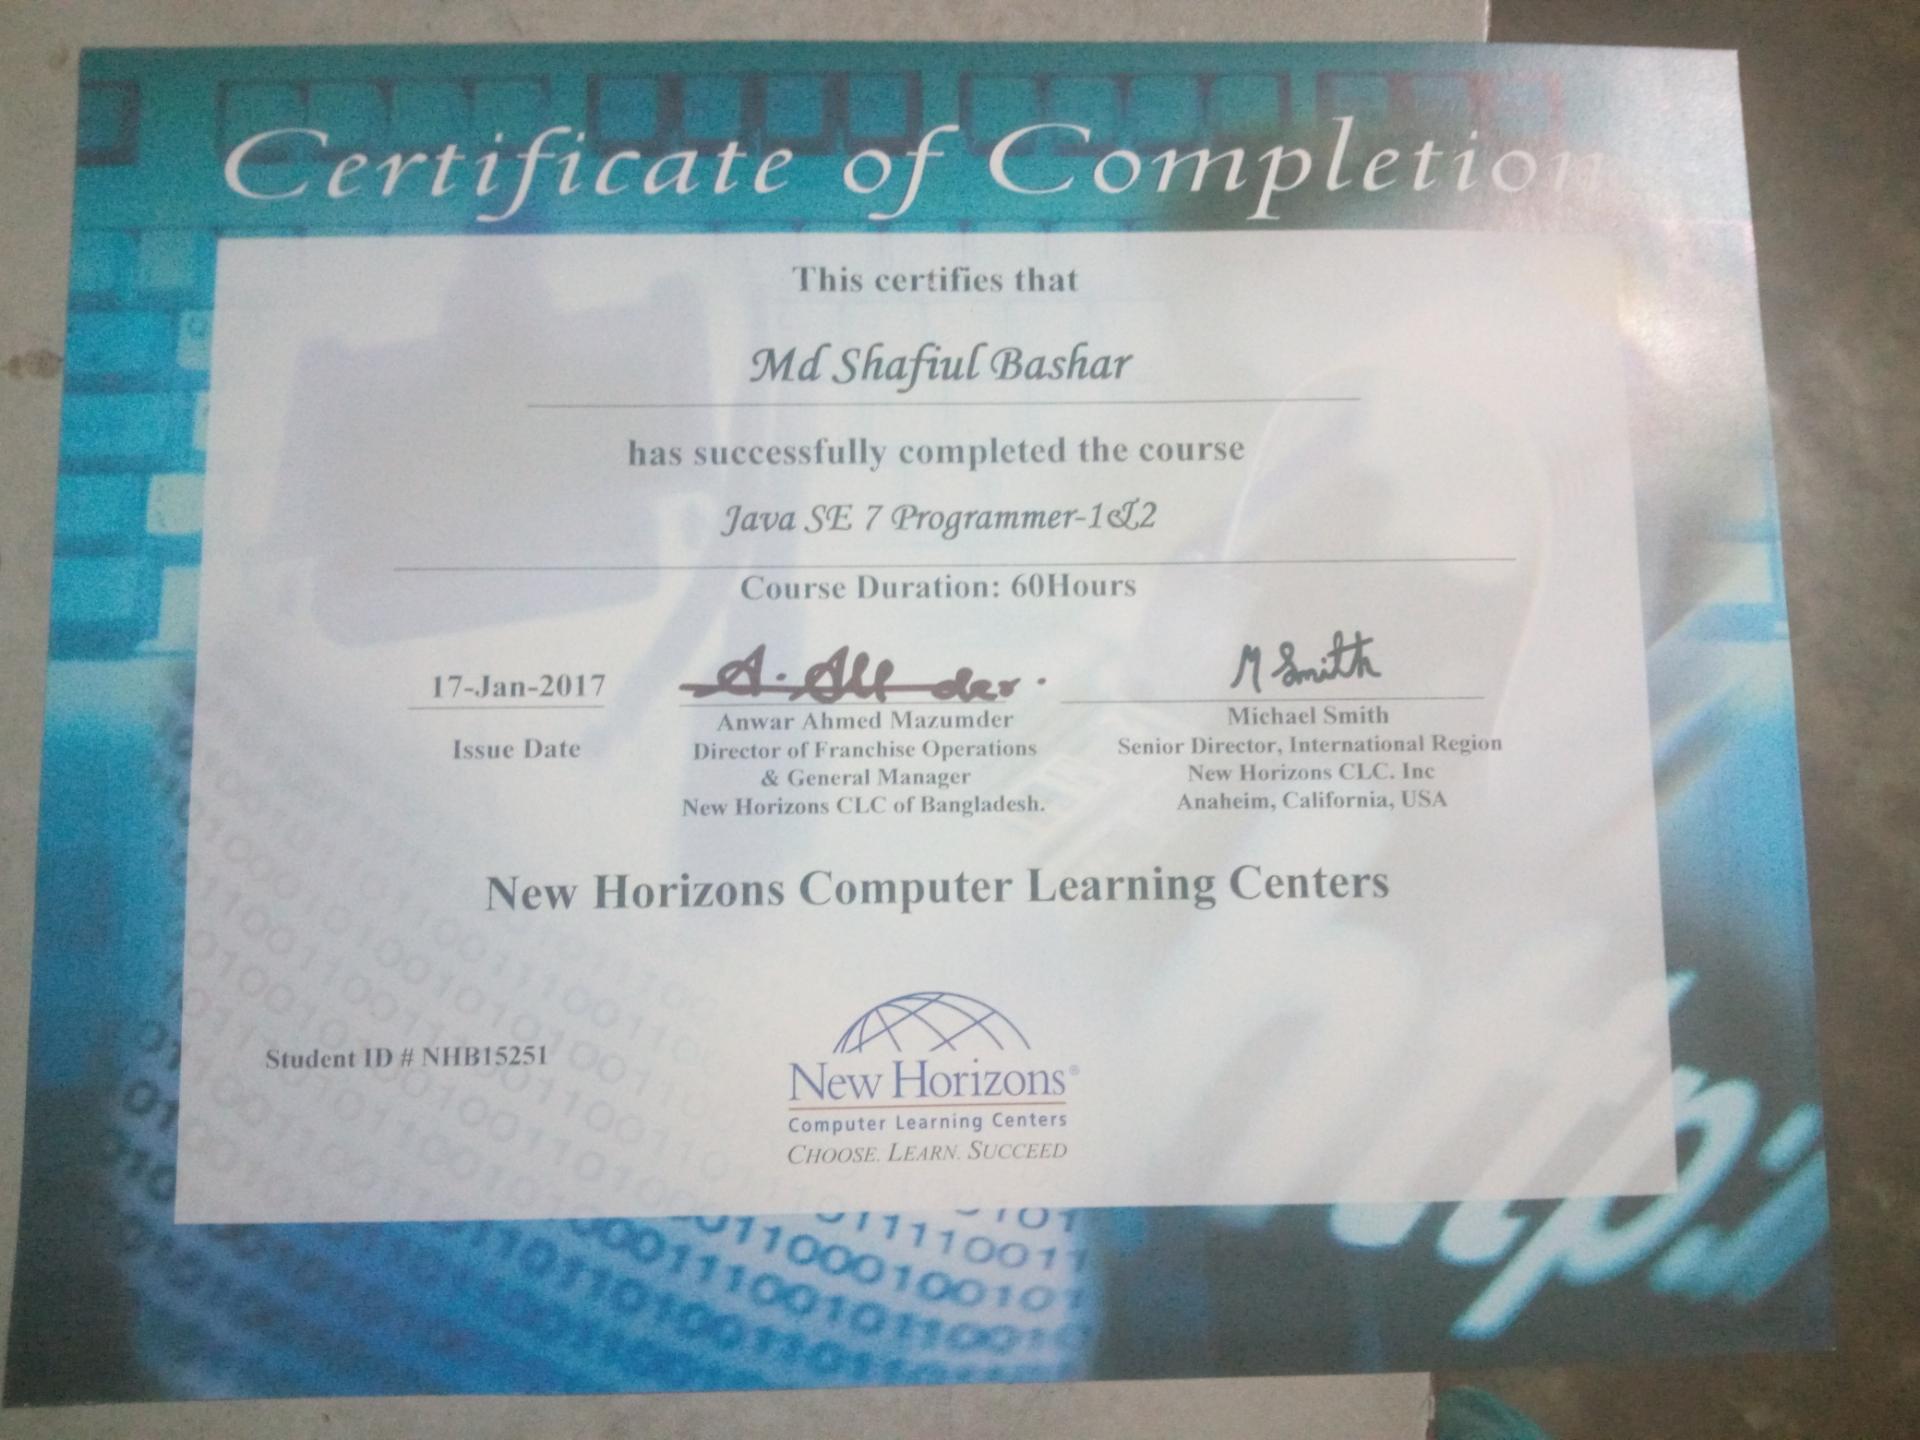 Certificate of Completion
This certifies that
Md Shafiul Bashar
has successfully completed the course
Java SE 7 Programmer-1&2
Course Duration: 60Hours
17-Jan-2017
Issue Date
M Smith
Anwar Ahmed Mazumder
Director of Franchise Operations
& General Manager
New Horizons CLC of Bangladesh.
Michael Smith
Senior Director, International Region
New Horizons CLC. Inc
Anaheim, California, USA
New Horizons Computer Learning Centers
Student ID # NHB15251
New Horizons®
Computer Learning Centers
CHOOSE. LEARN. SUCCEED